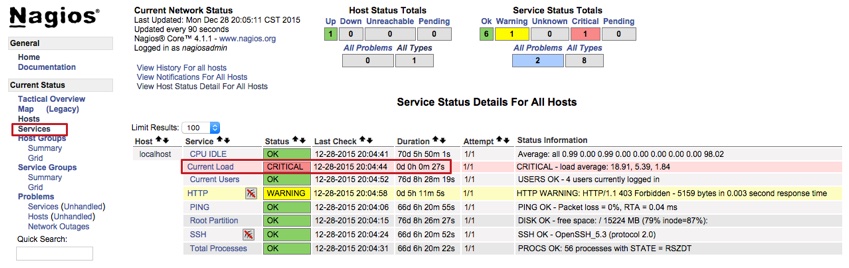 Nagios®
General
Home
Documentation
Current Status
Tactical Overview
Map (Legacy)
Hosts
Services
Host Groups
Summary
Grid
Service Groups
Summary
Grid
Problems
Services (Unhandled)
Hosts (Unhandled)
Network Outages
Quick Search:
Current Network Status
Last Updated: Mon Dec 28 20:05:11 CST 2015
Updated every 90 seconds
Nagios® Core™ 4.1.1 - www.nagios.org
Logged in as nagiosadmin
View History For all hosts
View Notifications For All Hosts
View Host Status Detail For All Hosts
Host Status Totals
Up Down Unreachable Pending
1 0 0 0
All Problems All Types
0 1
Service Status Totals
Ok Warning Unknown Critical Pending
6 1 0 1 0
All Problems All Types
2 8
Service Status Details For All Hosts
Limit Results: 100
Host Service Status Last Check Duration Attempt Status Information
localhost CPU IDLE OK 12-28-2015 20:04:41 70d 5h 50m 1s 1/1 Average: all 0.99 0.00 0.00 0.00 0.00 0.00 0.00 0.00 98.02
Current Load CRITICAL 12-28-2015 20:04:44 0d 0h 0m 27s 1/1 CRITICAL - load average: 18.91, 5.39, 1.84
Current Users OK 12-28-2015 20:04:52 76d 8h 28m 19s 1/1 USERS OK - 4 users currently logged in
HTTP WARNING 12-28-2015 20:04:58 0d 5h 11m 5s 1/1 HTTP WARNING: HTTP/1.1 403 Forbidden - 5159 bytes in 0.003 second response time
PING OK 12-28-2015 20:04:06 66d 6h 20m 55s 1/1 PING OK - Packet loss = 0%, RTA = 0.04 ms
Root Partition OK 12-28-2015 20:04:15 76d 8h 26m 27s 1/1 DISK OK - free space: / 15224 MB (79% inode=87%):
SSH OK 12-28-2015 20:04:24 66d 6h 20m 52s 1/1 SSH OK - OpenSSH_5.3 (protocol 2.0)
Total Processes OK 12-28-2015 20:04:31 66d 6h 20m 22s 1/1 PROCS OK: 56 processes with STATE = RSZDT